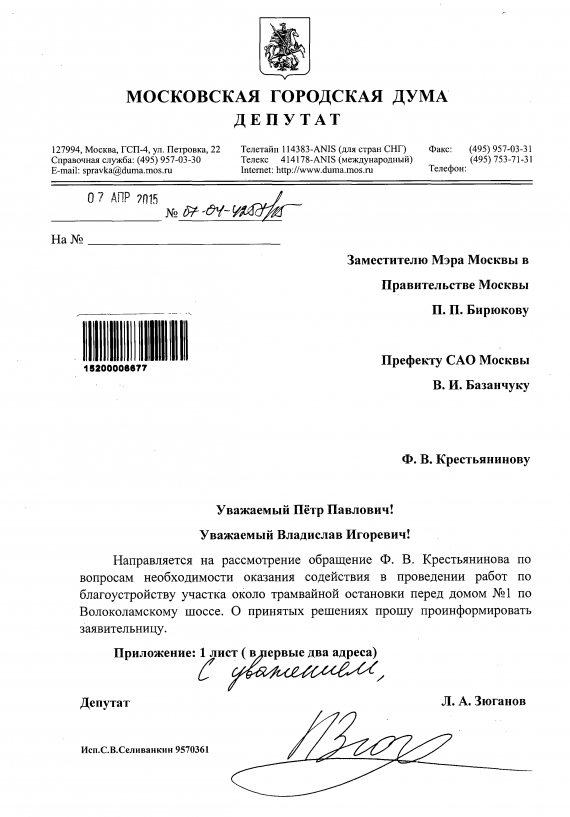 МОСКОВСКАЯ ГОРОДСКАЯ ДУМА
ДЕПУТАТ
127994, Москва, ГСП-4, ул. Петровка, 22
Справочная служба: (495) 957-03-30
E-mail: spravka@duma.mos.ru
Телетайп 114383-ANIS (для стран СНГ)
Телекс 414178-ANIS (международный)
Internet: http://www.duma.mos.ru
Факс: (495) 957-03-31
(495) 753-71-31
Телефон:
07 АПР 2015
№ 07-04-4258/15
На №
Заместителю Мэра Москвы в
Правительстве Москвы
П. П. Бирюкову
15200006677
Префекту САО Москвы
В. И. Базанчуку
Ф. В. Крестьянинову
Уважаемый Пётр Павлович!
Уважаемый Владислав Игоревич!
Направляется на рассмотрение обращение Ф. В. Крестьянинова по
вопросам необходимости оказания содействия в проведении работ по
благоустройству участка около трамвайной остановки перед домом №1 по
Волоколамскому шоссе. О принятых решениях прошу проинформировать
заявительницу.
Приложение: 1 лист ( в первые два адреса)
С уважением,
Депутат
Л. А. Зюганов
Исп.С.В.Селиванкин 9570361